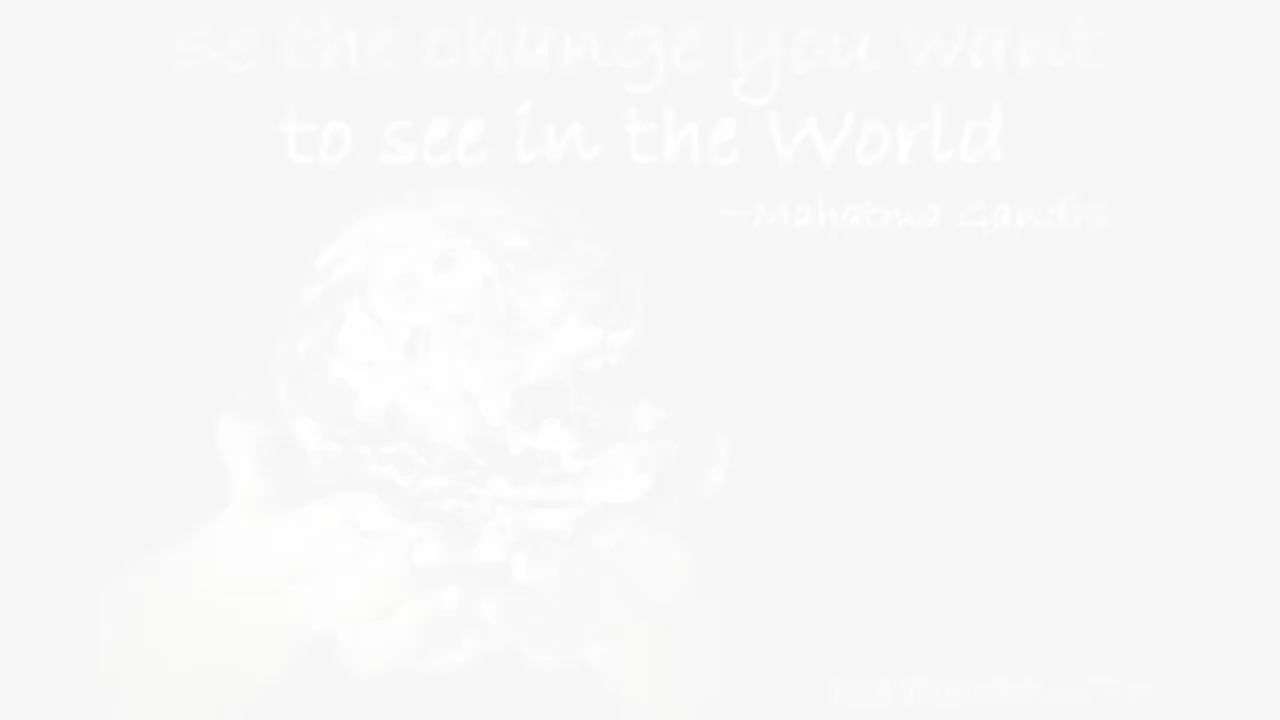 Be the change you want
to see in the World
—Mahatma Gandhi